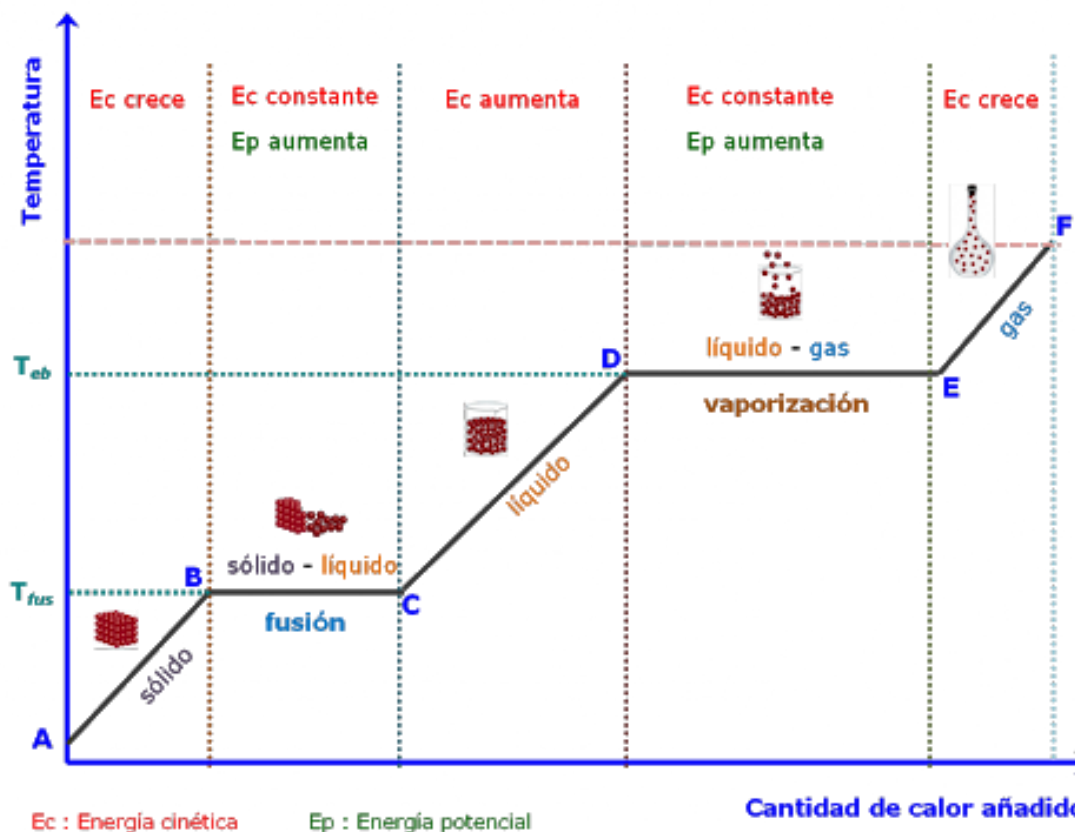 Temperatura
Ec crece
Ec constante
Ep aumenta
Ec aumenta
Ec constante
Ep aumenta
Ec crece
F
gas
líquido - gas
D
T eb
E
vaporización
líquido
sólido - líquido
B
T fus
C
fusión
sólido
A
Cantidad de calor añadido
Ec : Energía cinética
Ep : Energía potencial